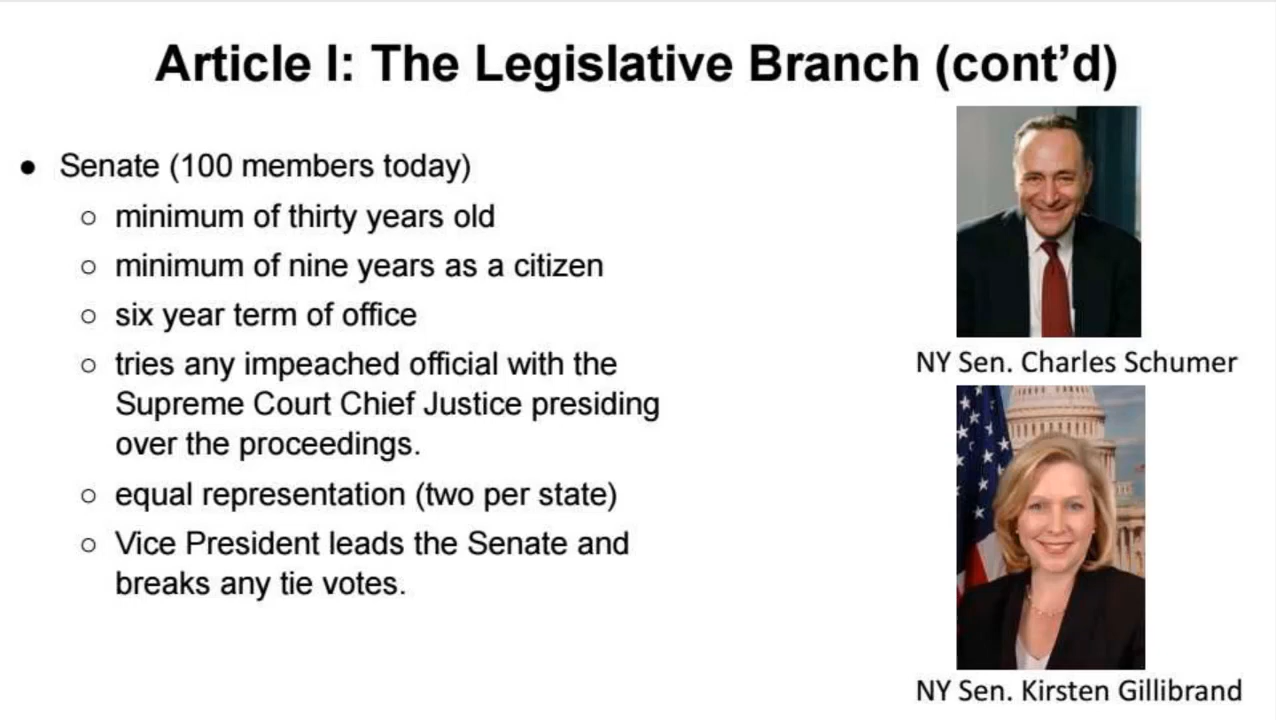 Article I: The Legislative Branch (cont’d)
● Senate (100 members today)
○ minimum of thirty years old
○ minimum of nine years as a citizen
○ six year term of office
○ tries any impeached official with the
Supreme Court Chief Justice presiding
over the proceedings.
○ equal representation (two per state)
○ Vice President leads the Senate and
breaks any tie votes.
NY Sen. Charles Schumer
NY Sen. Kirsten Gillibrand